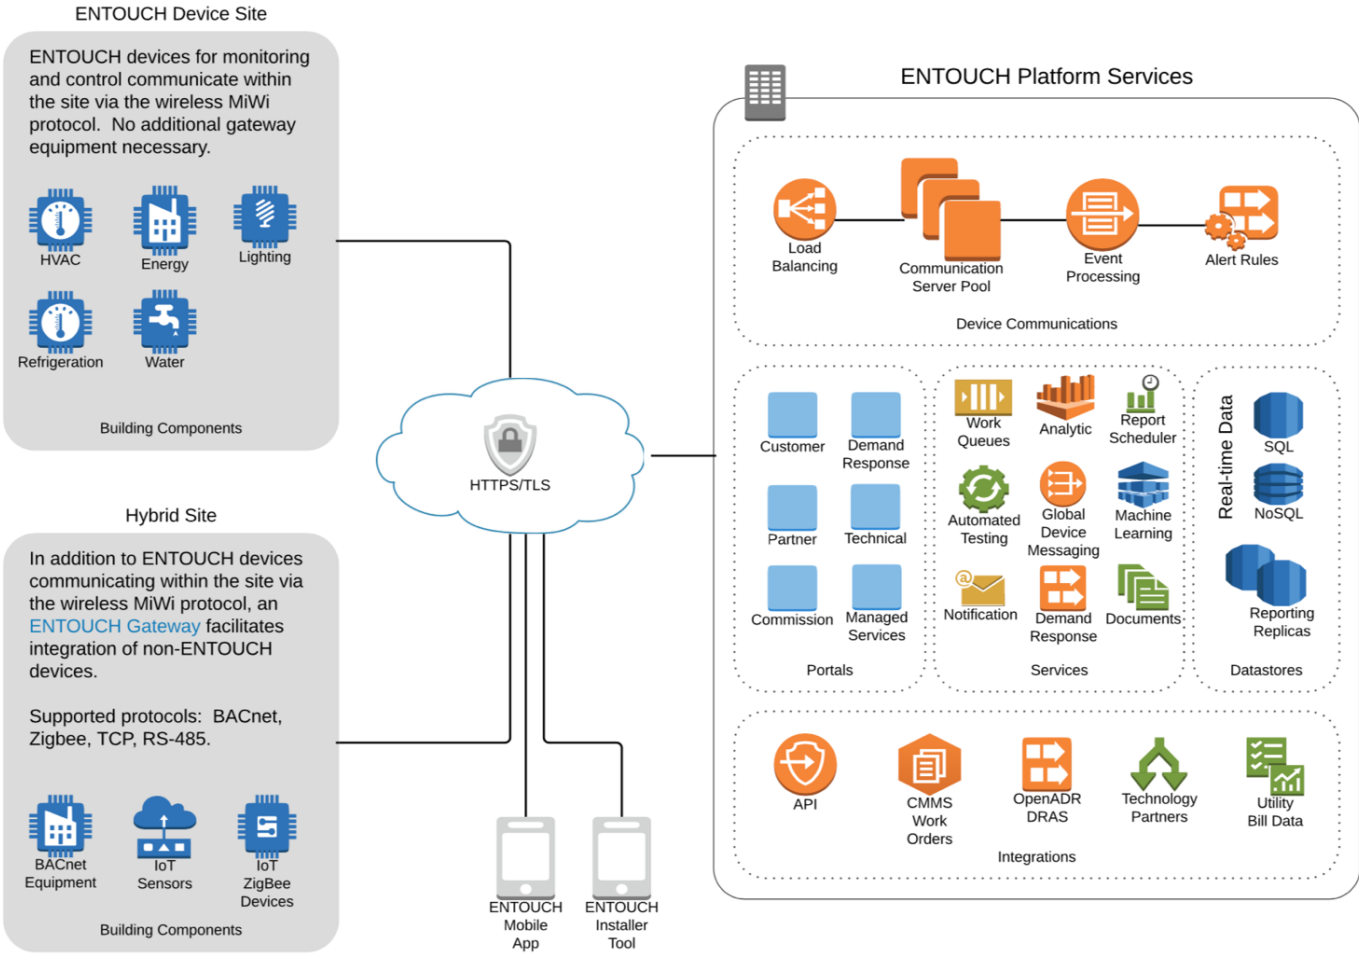 ENTOUCH Device Site
ENTOUCH devices for monitoring
and control communicate within
the site via the wireless MiWi
protocol.  No additional gateway
equipment necessary.
HVAC
Energy
Lighting
Refrigeration
Water
Building Components
Hybrid Site
In addition to ENTOUCH devices
communicating within the site via
the wireless MiWi protocol, an
ENTOUCH Gateway facilitates
integration of non-ENTOUCH
devices.
Supported protocols:  BACnet,
Zigbee, TCP, RS-485.
BACnet
Equipment
IoT
Sensors
IoT
ZigBee
Devices
Building Components
HTTPS/TLS
ENTOUCH
Mobile
App
ENTOUCH
Installer
Tool
ENTOUCH Platform Services
Load
Balancing
Communication
Server Pool
Event
Processing
Alert Rules
Device Communications
Customer
Demand
Response
Partner
Technical
Commission
Managed
Services
Portals
Work
Queues
Analytic
Report
Scheduler
Automated
Testing
Global
Device
Messaging
Machine
Learning
@
Notification
Demand
Response
Documents
Services
Real-time Data
SQL
NoSQL
Reporting
Replicas
Datastores
API
CMMS
Work
Orders
OpenADR
DRAS
Technology
Partners
Utility
Bill Data
Integrations